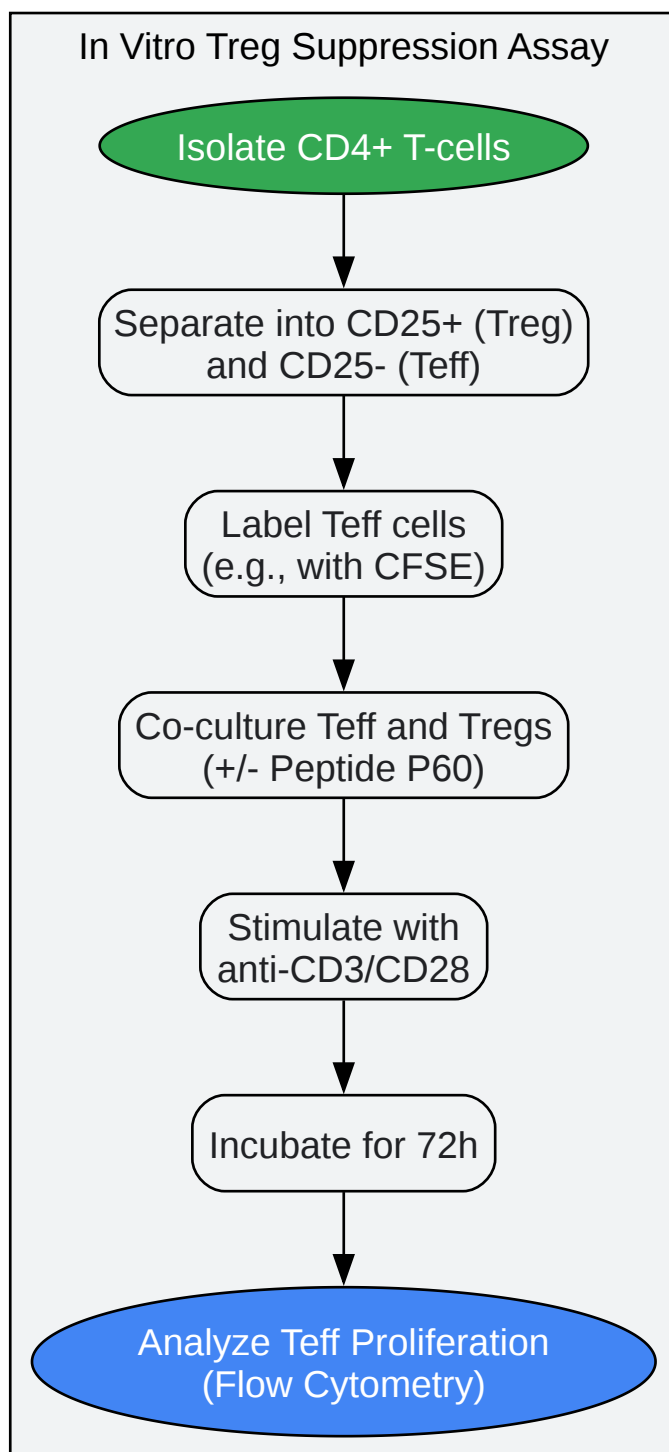 In Vitro Treg Suppression Assay
Isolate CD4+ T-cells
Separate into CD25+ (Treg)
and CD25- (Teff)
Label Teff cells
(e.g., with CFSE)
Co-culture Teff and Tregs
(+/- Peptide P60)
Stimulate with
anti-CD3/CD28
Incubate for 72h
Analyze Teff Proliferation
(Flow Cytometry)